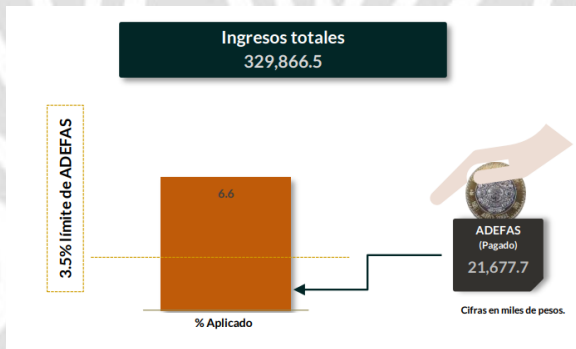 Ingresos totales
329,866.5
3.5% límite de ADEFAS
6.6
% Aplicado
ADEFAS
(Pagado)
21,677.7
Cifras en miles de pesos.